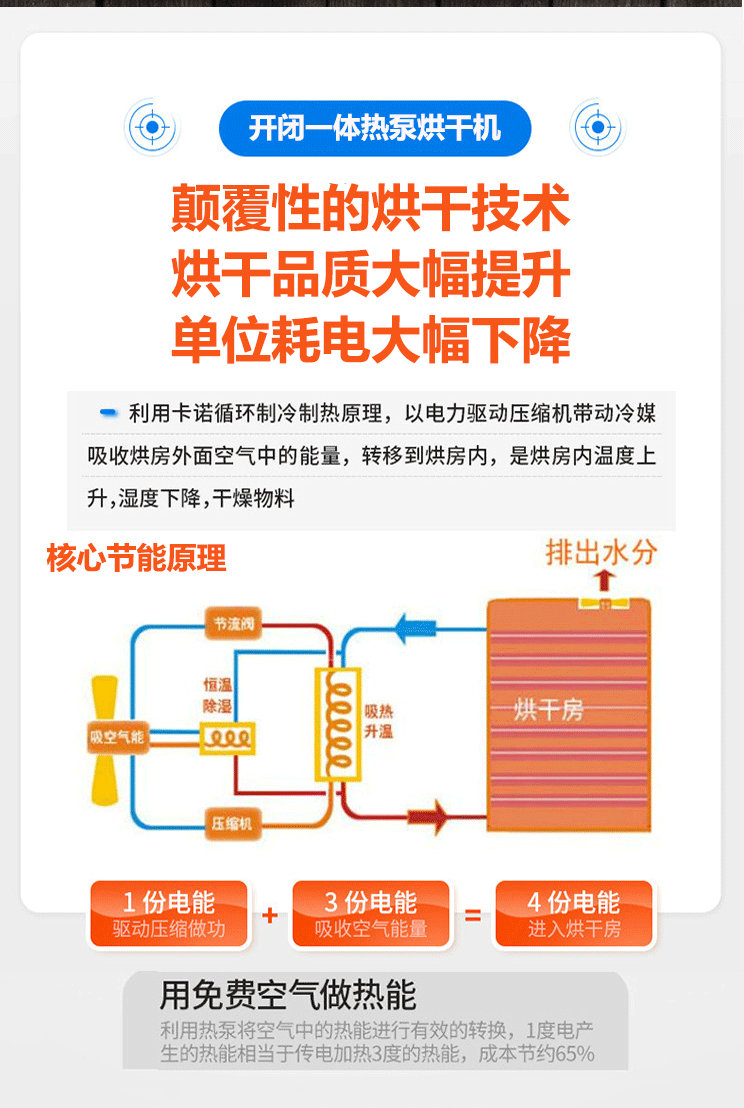 开闭一体热泵烘干机
颠覆性的烘干技术
烘干品质大幅提升
单位耗电大幅下降
利用卡诺循环制冷制热原理，以电力驱动压缩机带动冷媒
吸收烘房外面空气中的能量，转移到烘房内，是烘房内温度上
升,湿度下降,干燥物料
核心节能原理
排出水分
节流阀
恒温
除湿
吸热
升温
烘干房
吸空气能
压缩机
1份电能
驱动压缩做功
+
3份电能
吸收空气能量
=
4份电能
进入烘干房
用免费空气做热能
利用热泵将空气中的热能进行有效的转换，1度电产
生的热能相当于传电加热3度的热能，成本节约65%